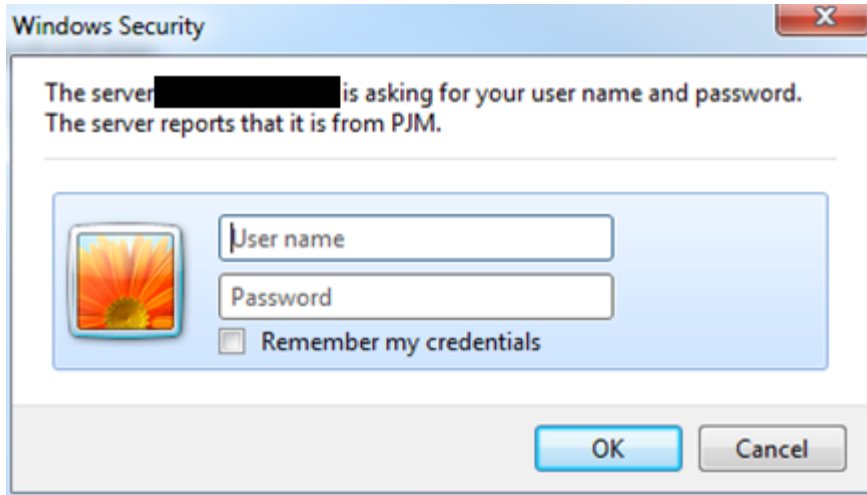 Windows Security
The server is asking for your user name and password.
The server reports that it is from PJM.
User name
Password
Remember my credentials
OK
Cancel